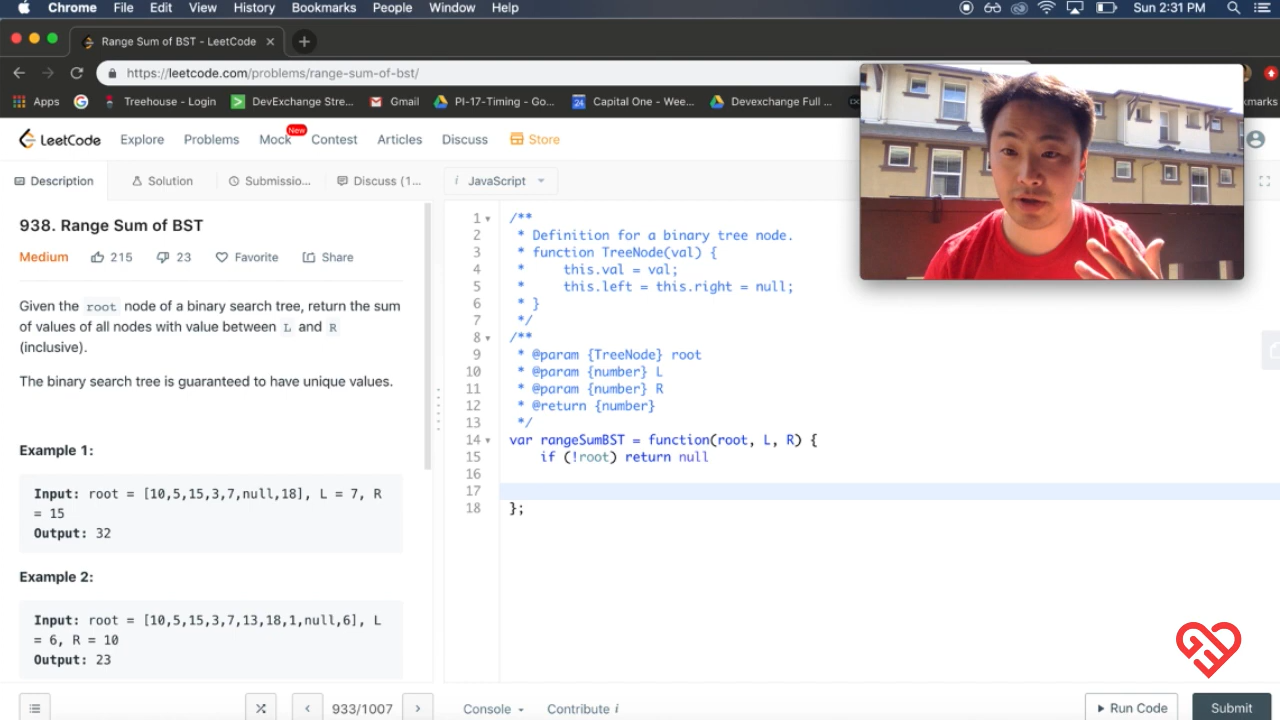 Chrome File Edit View History Bookmarks People Window Help Sun 2:31 PM
Range Sum of BST - LeetCode
https://leetcode.com/problems/range-sum-of-bst/
Apps Treehouse - Login DevExchange Stre... Gmail PI-17-Timing - Go... 24 Capital One - Wee... Devexchange Full ...
LeetCode Explore Problems Mock New Contest Articles Discuss Store
Description Solution Submissio... Discuss (1... i JavaScript
938. Range Sum of BST
Medium 215 23 Favorite Share
Given the root node of a binary search tree, return the sum
of values of all nodes with value between L and R
(inclusive).
The binary search tree is guaranteed to have unique values.
Example 1:
Input: root = [10,5,15,3,7,null,18], L = 7, R
= 15
Output: 32
Example 2:
Input: root = [10,5,15,3,7,13,18,1,null,6], L
= 6, R = 10
Output: 23
1 /**
2 * Definition for a binary tree node.
3 * function TreeNode(val) {
4 * this.val = val;
5 * this.left = this.right = null;
6 * }
7 */
8 /**
9 * @param {TreeNode} root
10 * @param {number} L
11 * @param {number} R
12 * @return {number}
13 */
14 var rangeSumBST = function(root, L, R) {
15 if (!root) return null
16
17
18 };
933/1007 Console Contribute i Run Code Submit